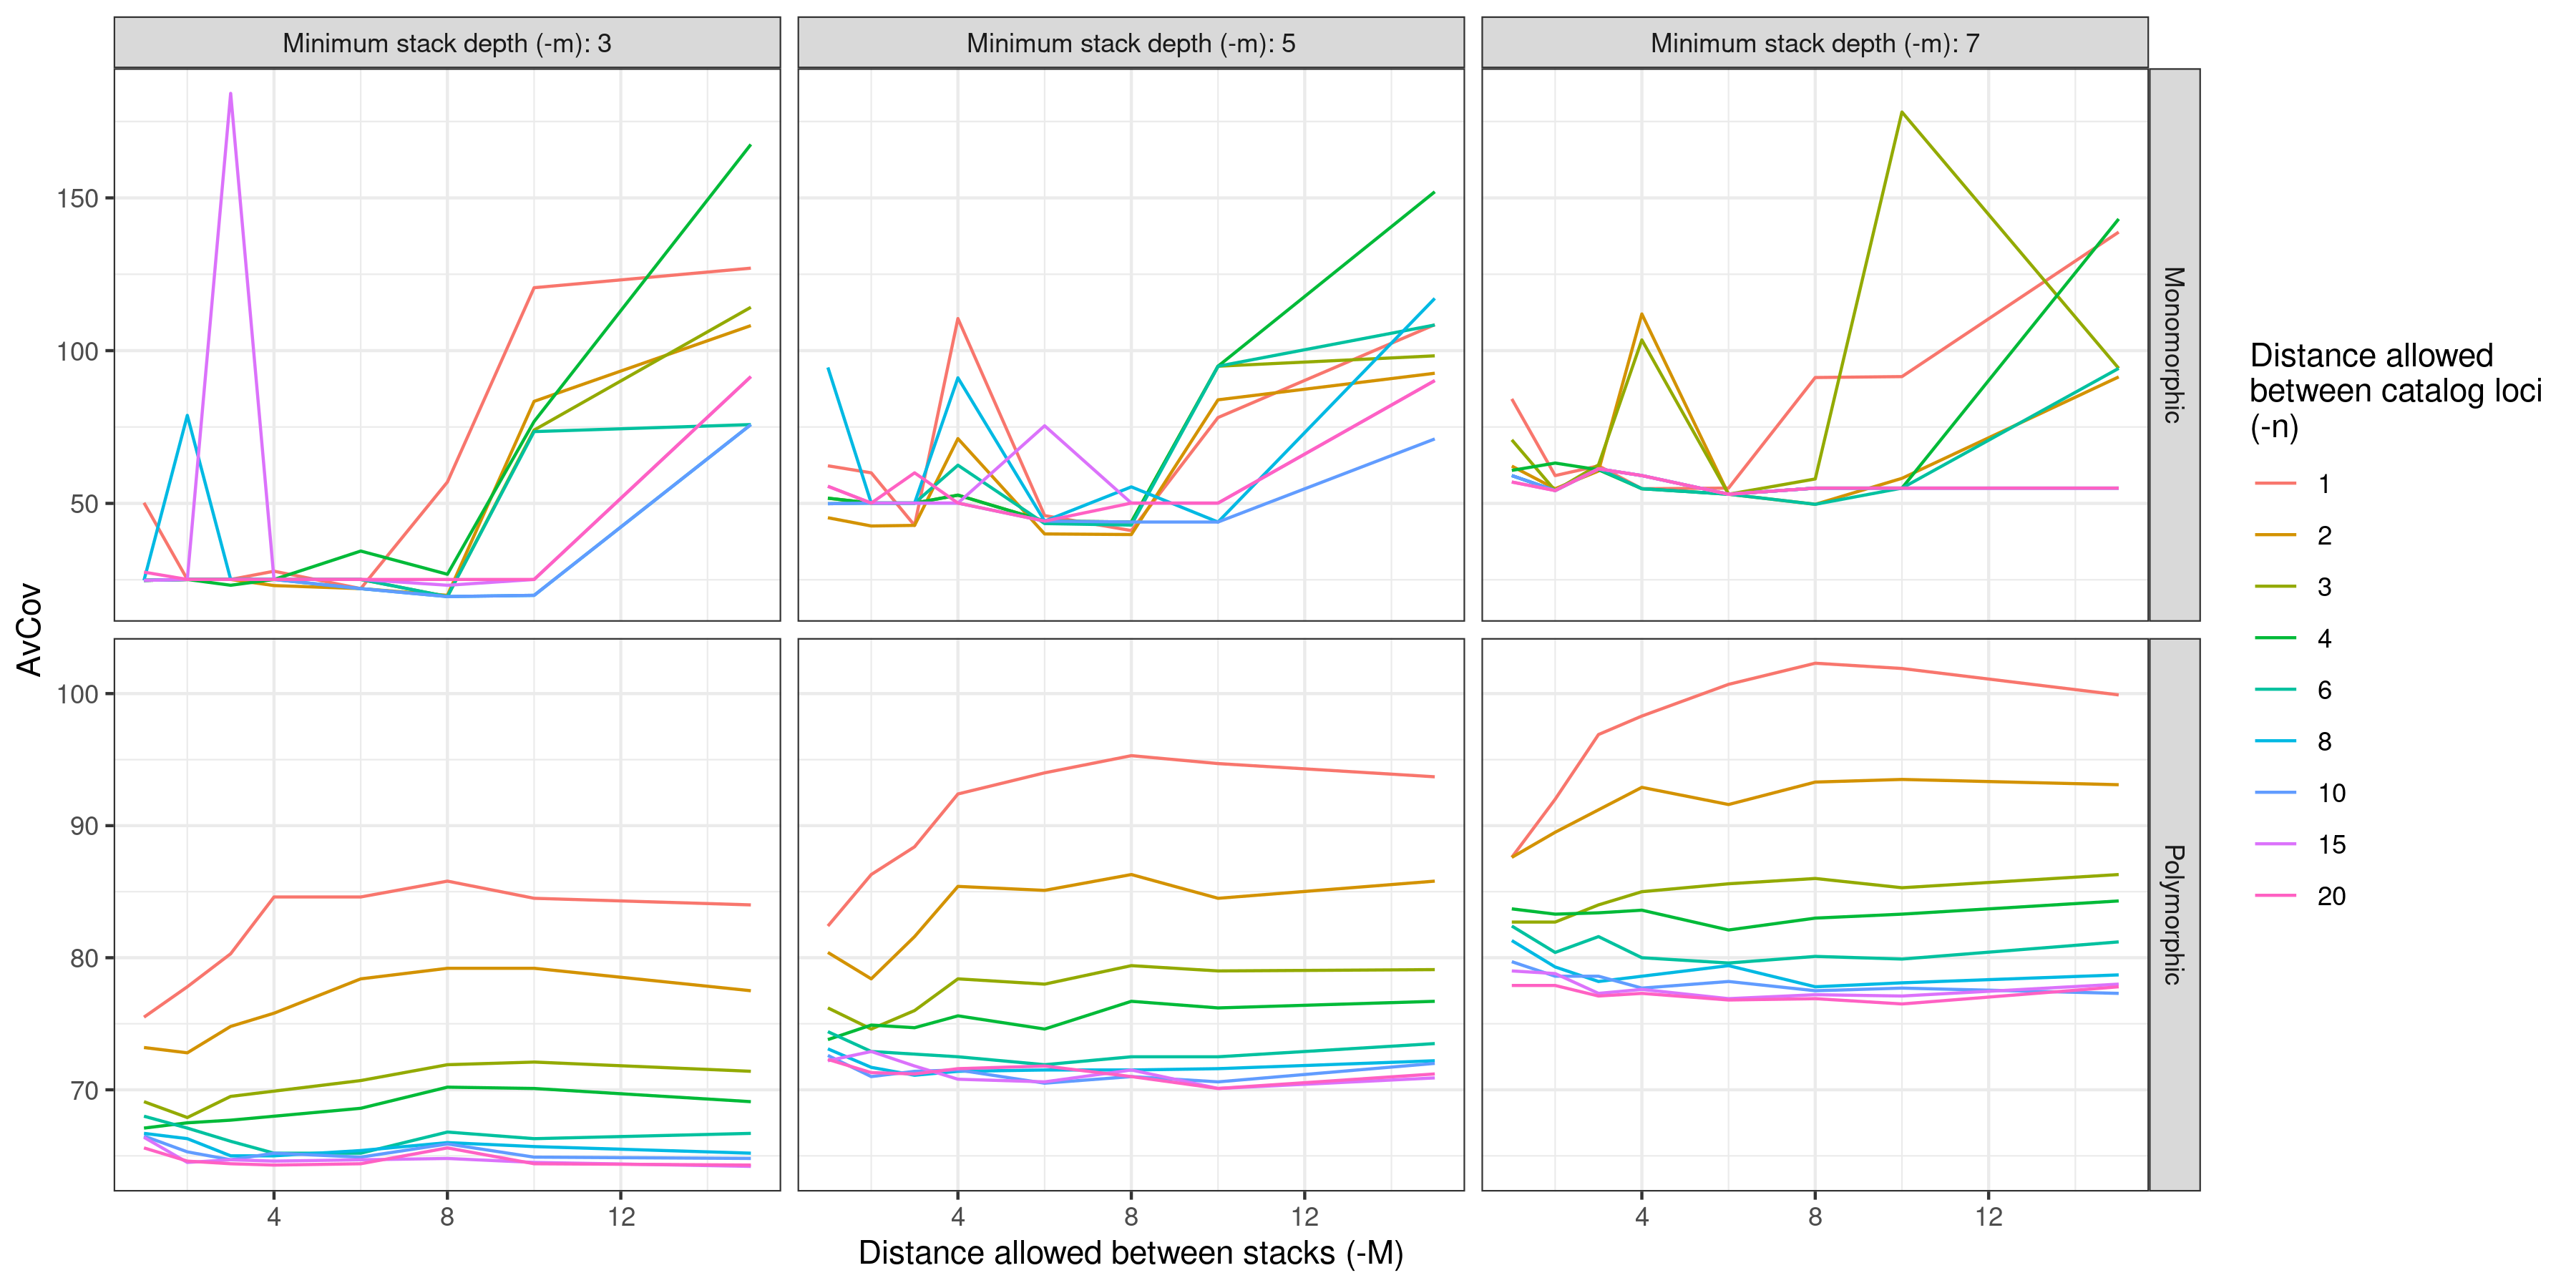 Minimum stack depth (-m): 3
Minimum stack depth (-m): 5
Minimum stack depth (-m): 7
150
100
50
Monomorphic
AvCov
100
90
80
70
Polymorphic
4
8
12
4
8
12
4
8
12
Distance allowed between stacks (-M)
Distance allowed
between catalog loci
(-n)
1
2
3
4
6
8
10
15
20